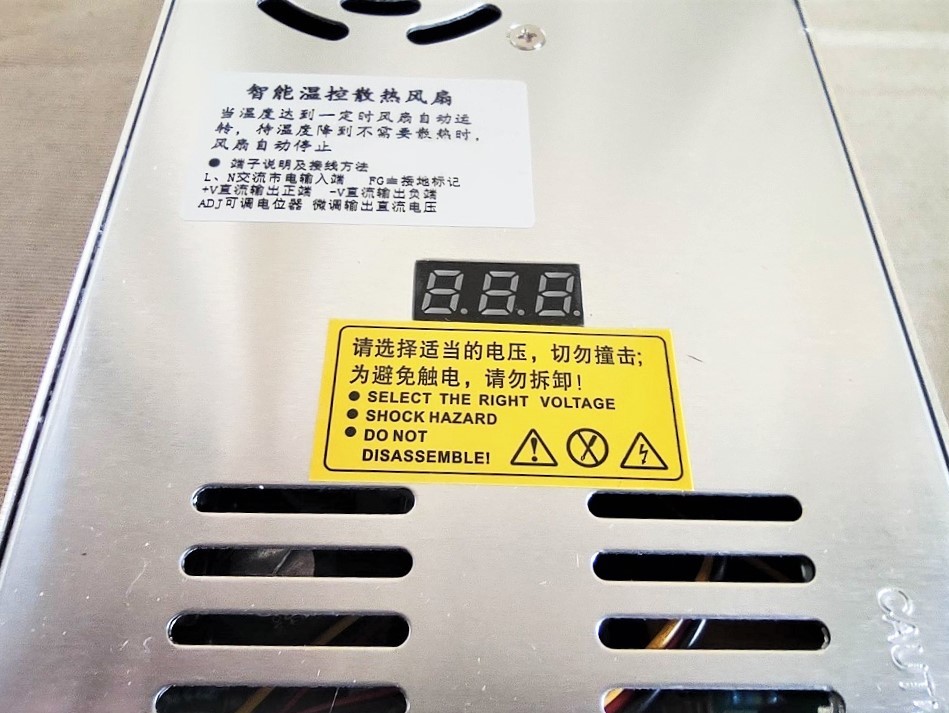 智能温控散热风扇
当温度达到一定时风扇自动运
转，待温度降到不需要散热时，
风扇自动停止
● 端子说明及接线方法
L、N交流市电输入端 FG⏚接地标记
+V直流输出正端 -V直流输出负端
ADJ可调电位器 微调输出直流电压
8.8.8.
请选择适当的电压，切勿撞击;
为避免触电，请勿拆卸!
● SELECT THE RIGHT VOLTAGE
● SHOCK HAZARD
● DO NOT
DISASSEMBLE!
CAUT